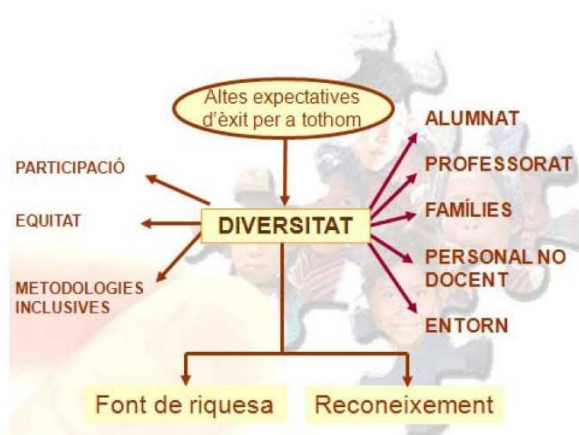 Altes expectatives
d'èxit per a tothom
ALUMNAT
PROFESSORAT
PARTICIPACIÓ
EQUITAT
DIVERSITAT
FAMÍLIES
PERSONAL NO
DOCENT
METODOLOGIES
INCLUSIVES
ENTORN
Font de riquesa
Reconeixement